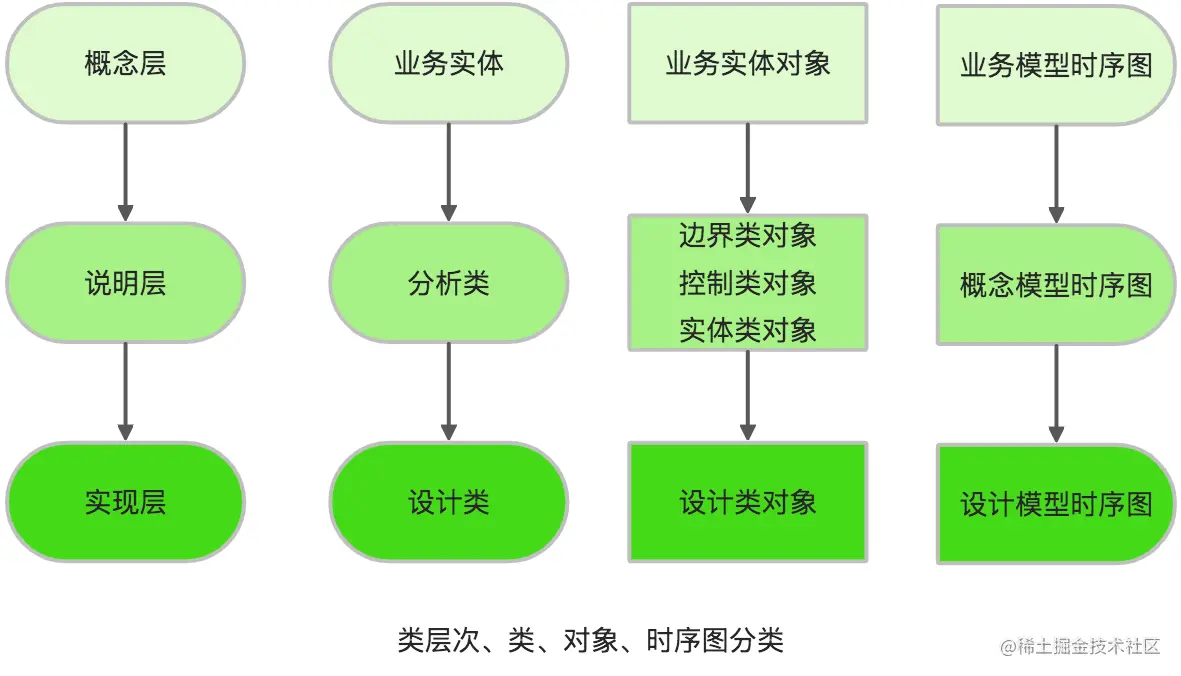 概念层
业务实体
业务实体对象
业务模型时序图
说明层
分析类
边界类对象
控制类对象
实体类对象
概念模型时序图
实现层
设计类
设计类对象
设计模型时序图
类层次、类、对象、时序图分类
@稀土掘金技术社区